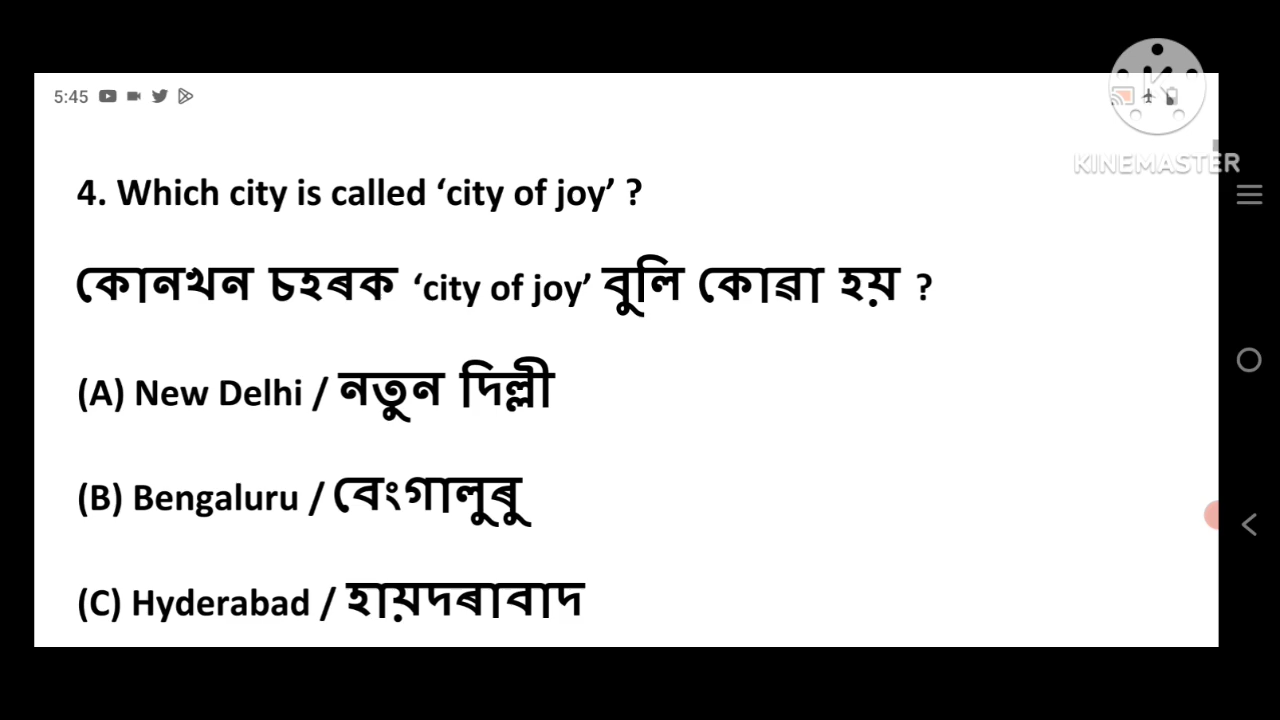 5:45
KINEMASTER
4. Which city is called ‘city of joy’ ?
কোনখন চহৰক ‘city of joy’ বুলি কোৱা হয় ?
(A) New Delhi / নতুন দিল্লী
(B) Bengaluru / বেংগালুৰু
(C) Hyderabad / হায়দৰাবাদ